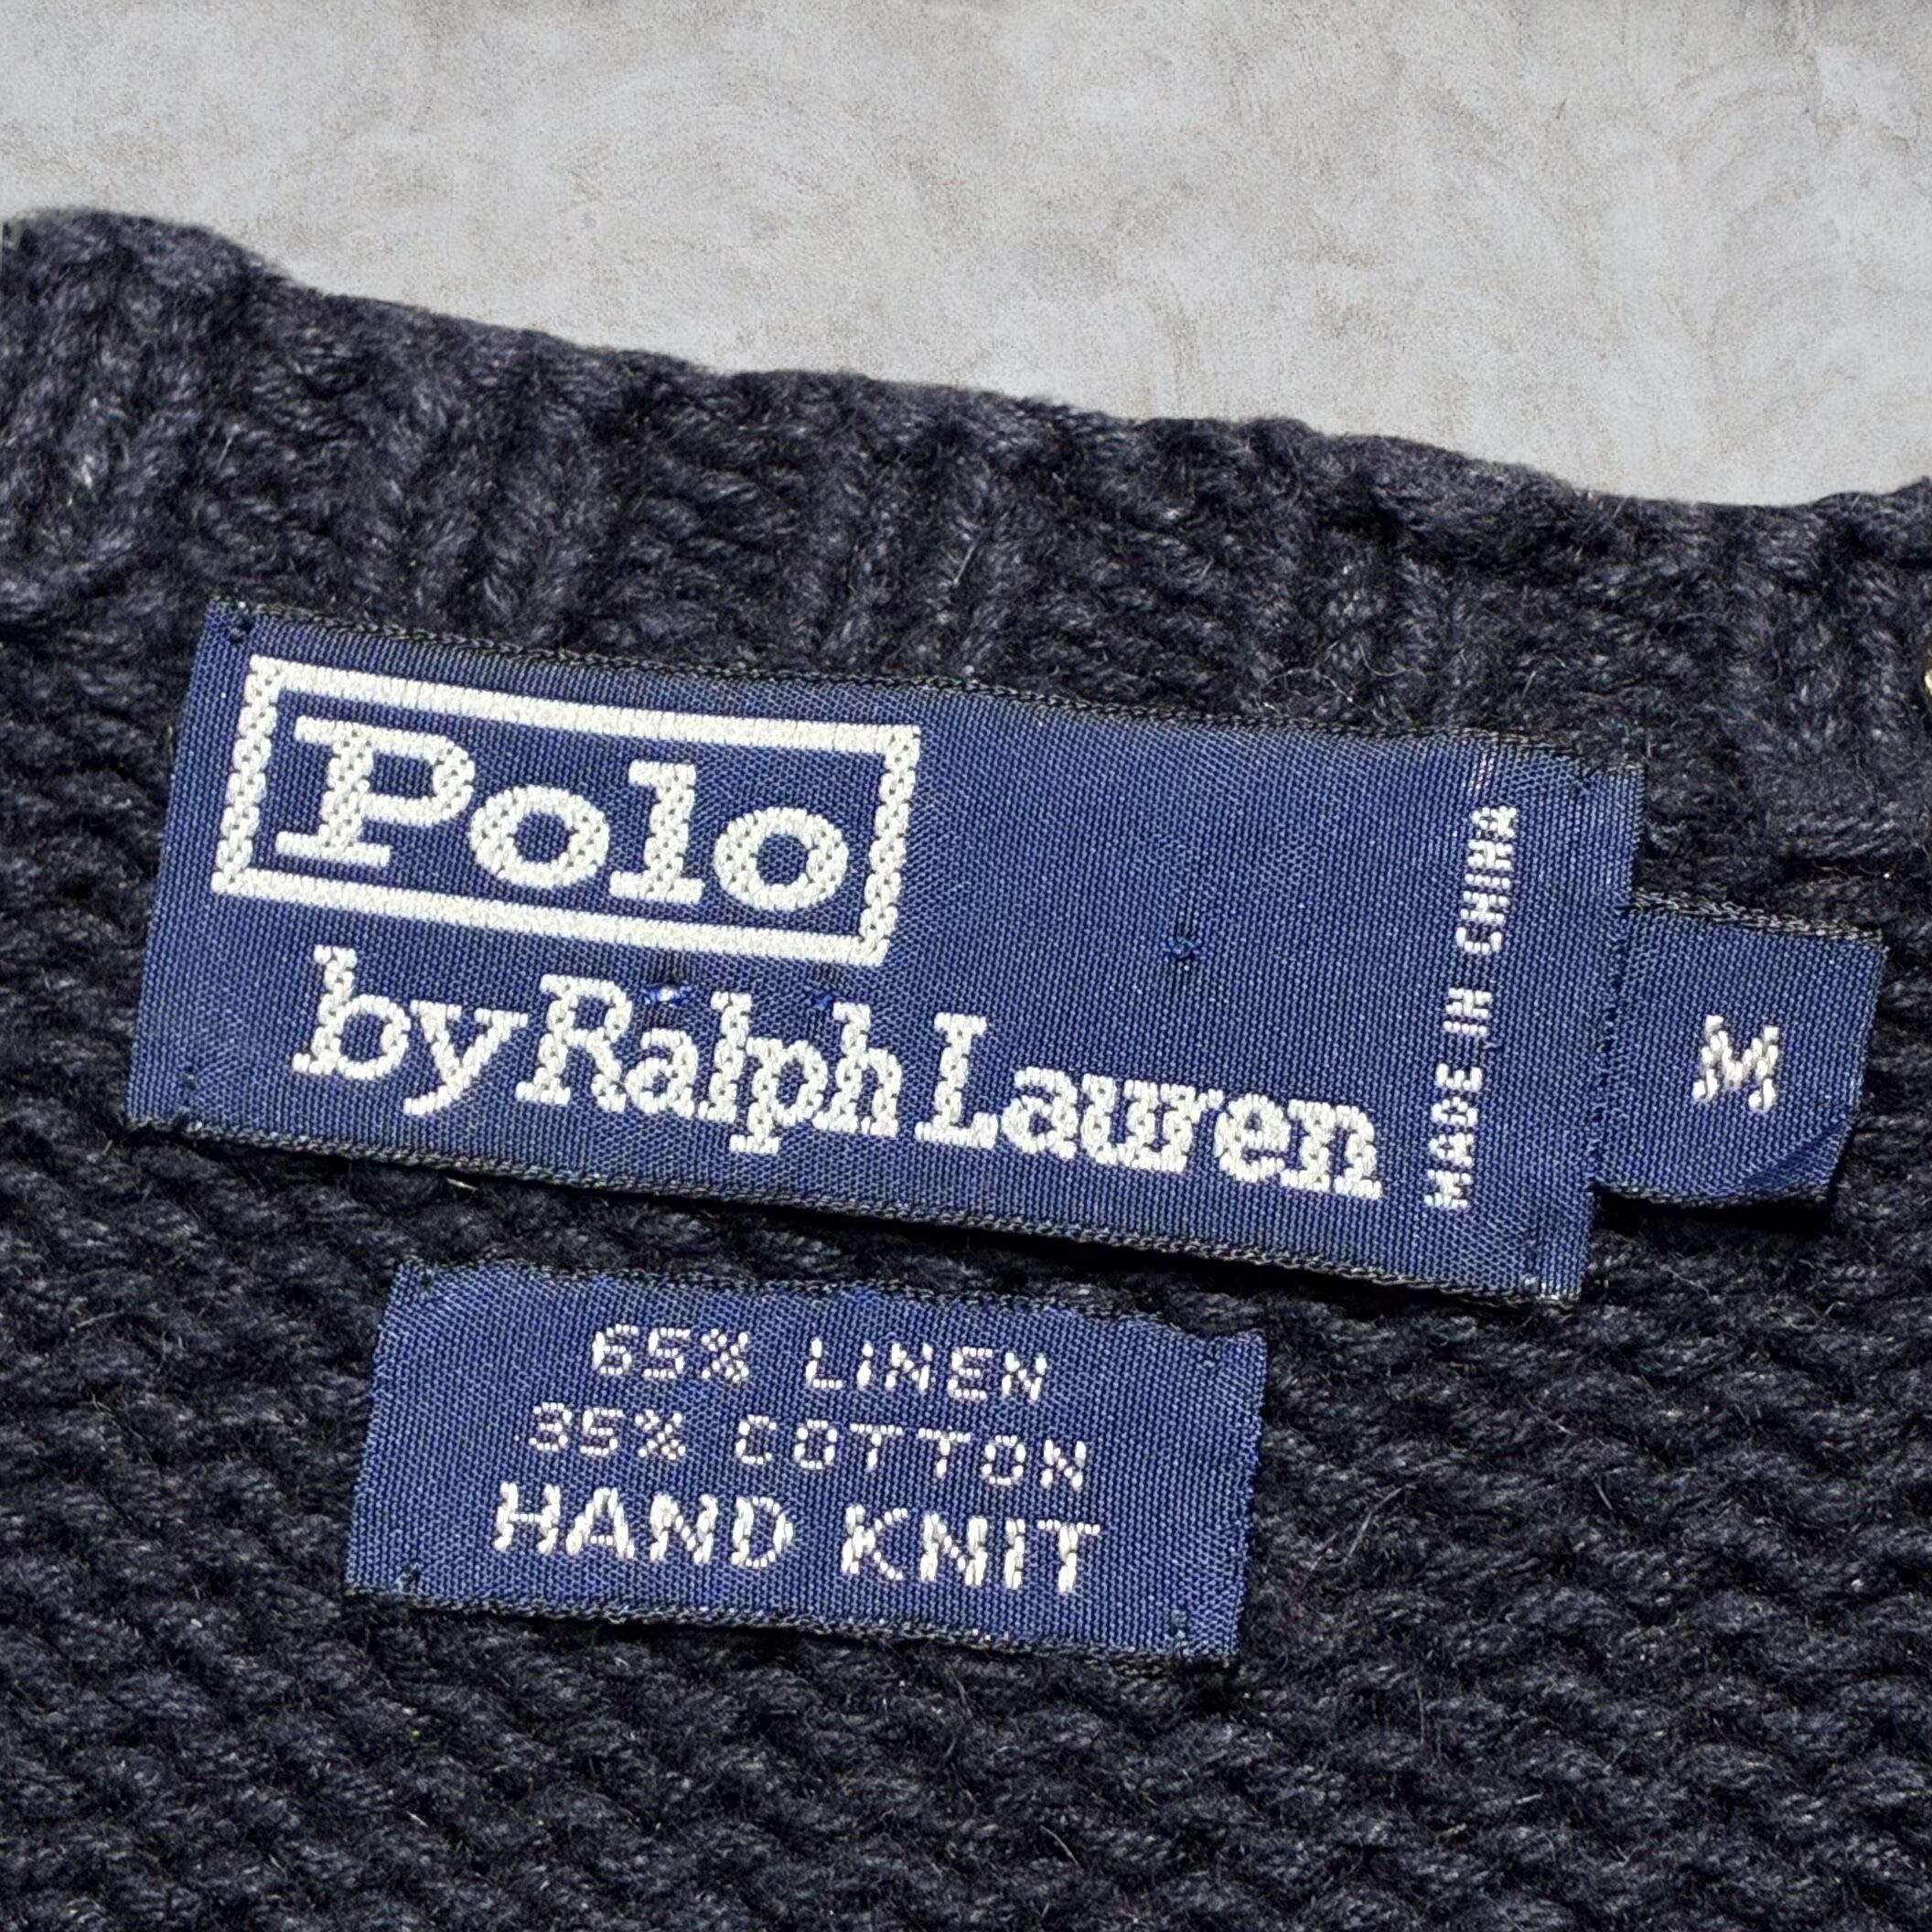 Polo
by Ralph Lauren
MADE IN CHINA
M
65% LINEN
35% COTTON
HAND KNIT